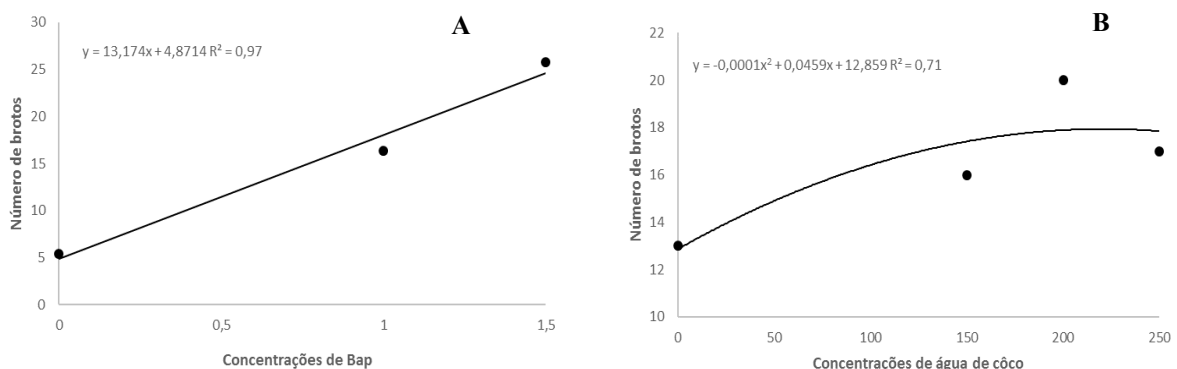 A
y = 13,174x + 4,8714 R² = 0,97
Número de brotos
30
25
20
15
10
5
0
0 0,5 1 1,5
Concentrações de Bap
B
y = -0,0001x² + 0,0459x + 12,859 R² = 0,71
Número de brotos
22
20
18
16
14
12
10
0 50 100 150 200 250
Concentrações de água de côco